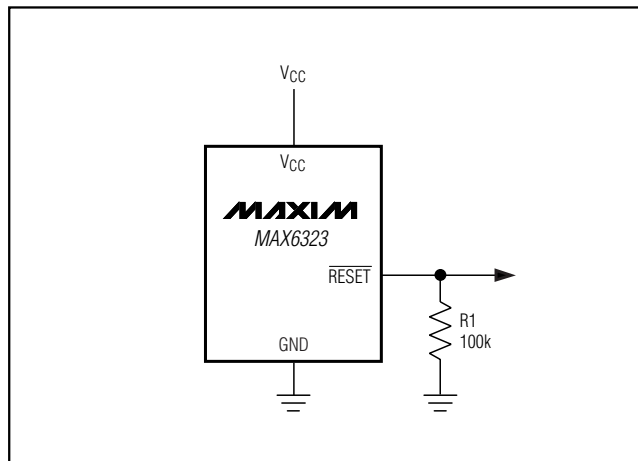 VCC
VCC
MAXIM
MAX6323
RESET
R1
100k
GND